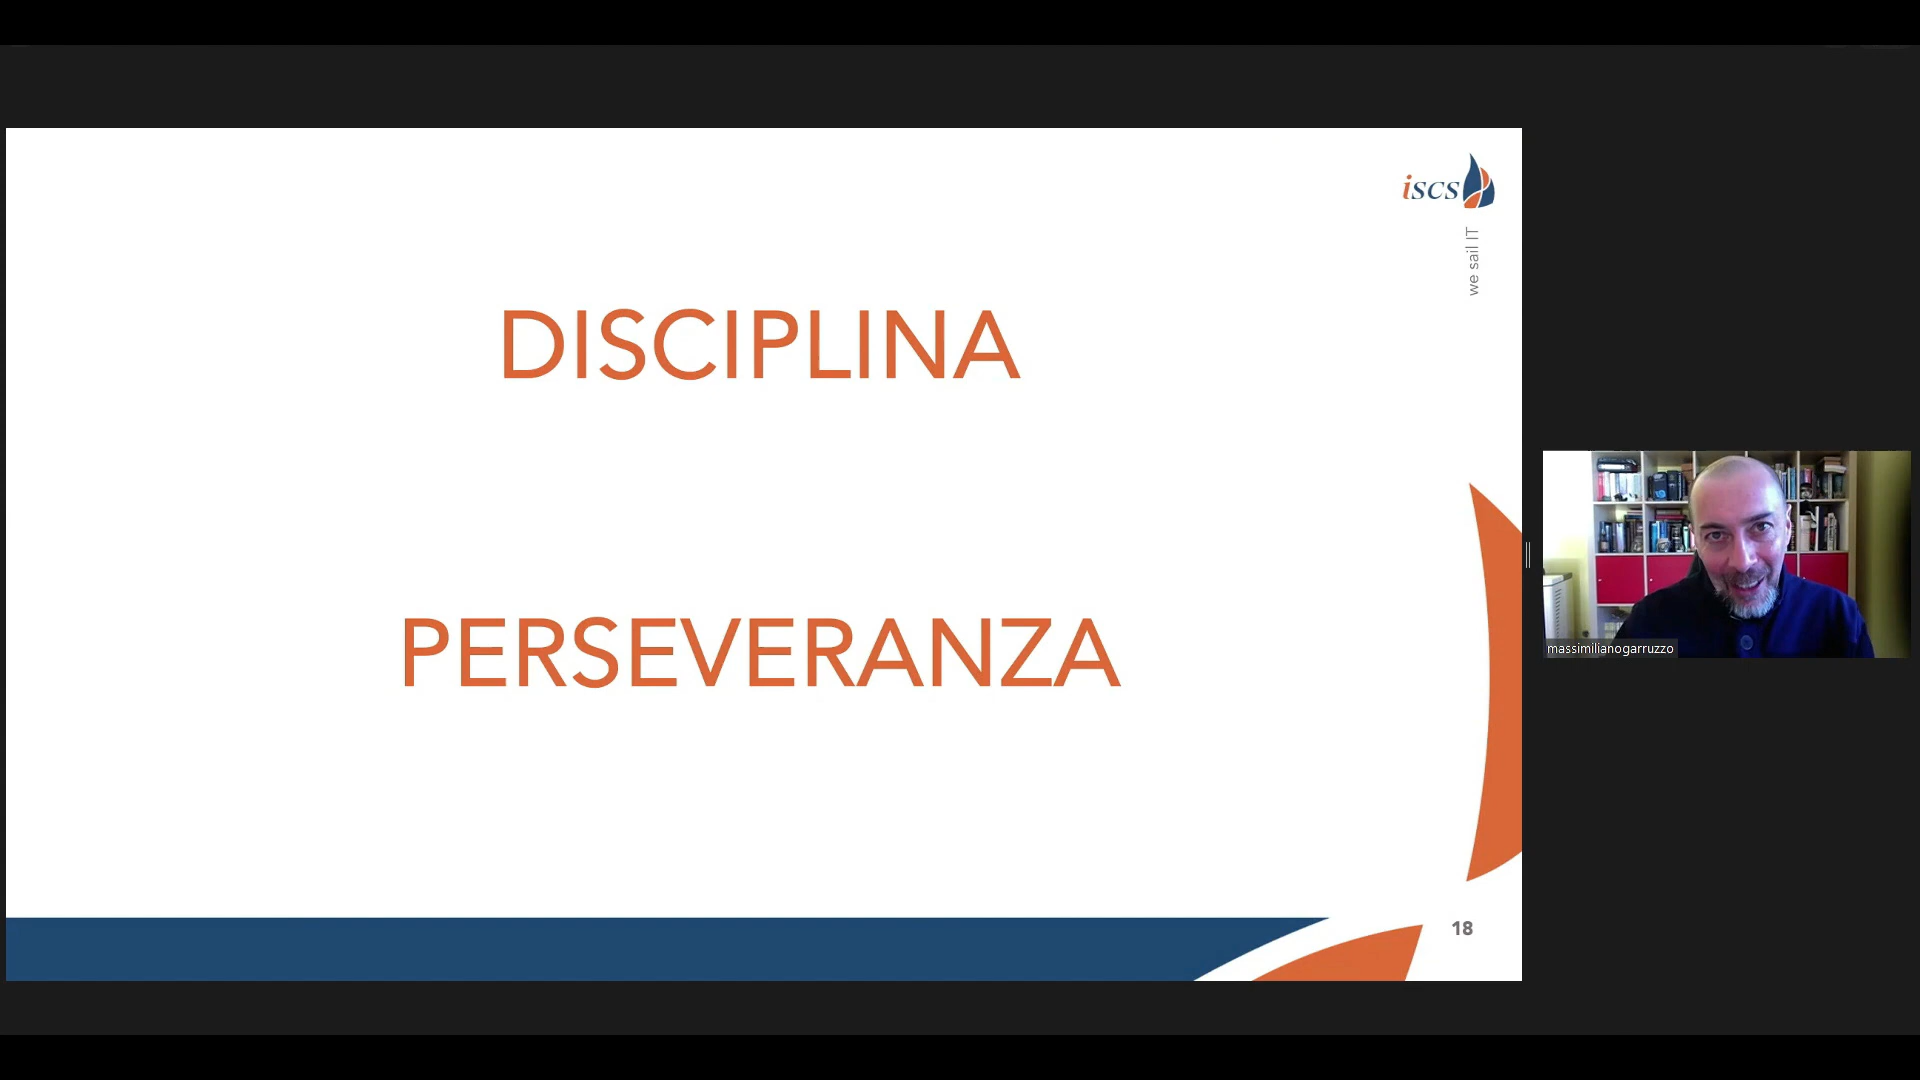 iscs
we sail IT
DISCIPLINA
PERSEVERANZA
massimilianogarruzzo
18